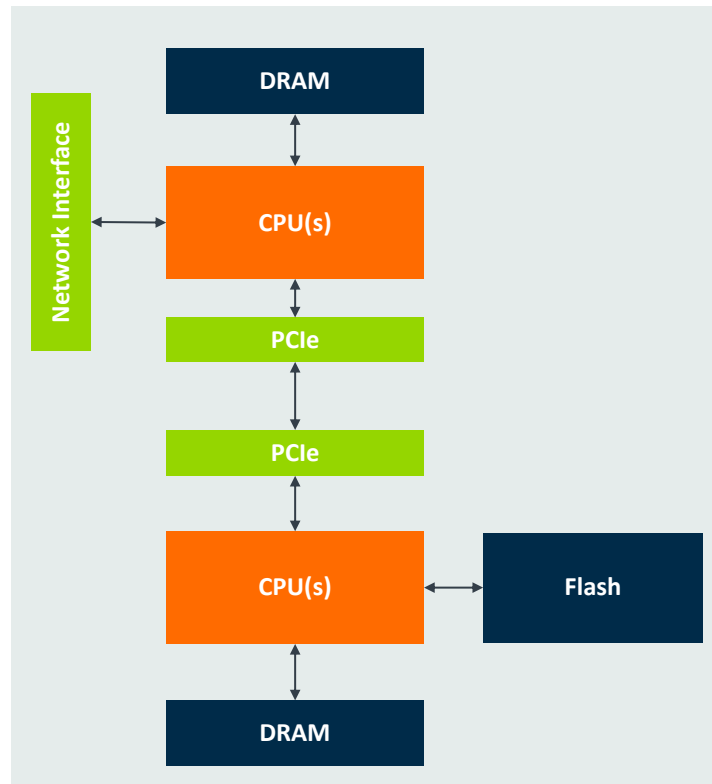 DRAM
Network Interface
CPU(s)
PCIe
PCIe
CPU(s)
Flash
DRAM